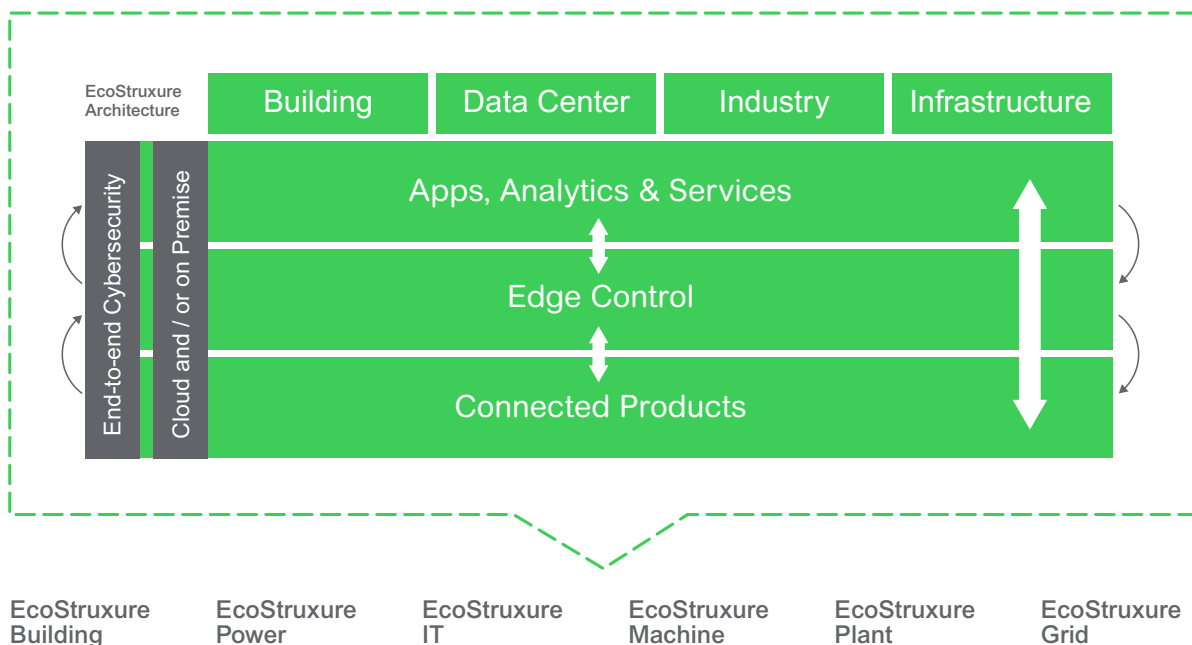 EcoStruxure
Architecture
Building
Data Center
Industry
Infrastructure
End-to-end Cybersecurity
Cloud and / or on Premise
Apps, Analytics & Services
Edge Control
Connected Products
EcoStruxure
Building
EcoStruxure
Power
EcoStruxure
IT
EcoStruxure
Machine
EcoStruxure
Plant
EcoStruxure
Grid